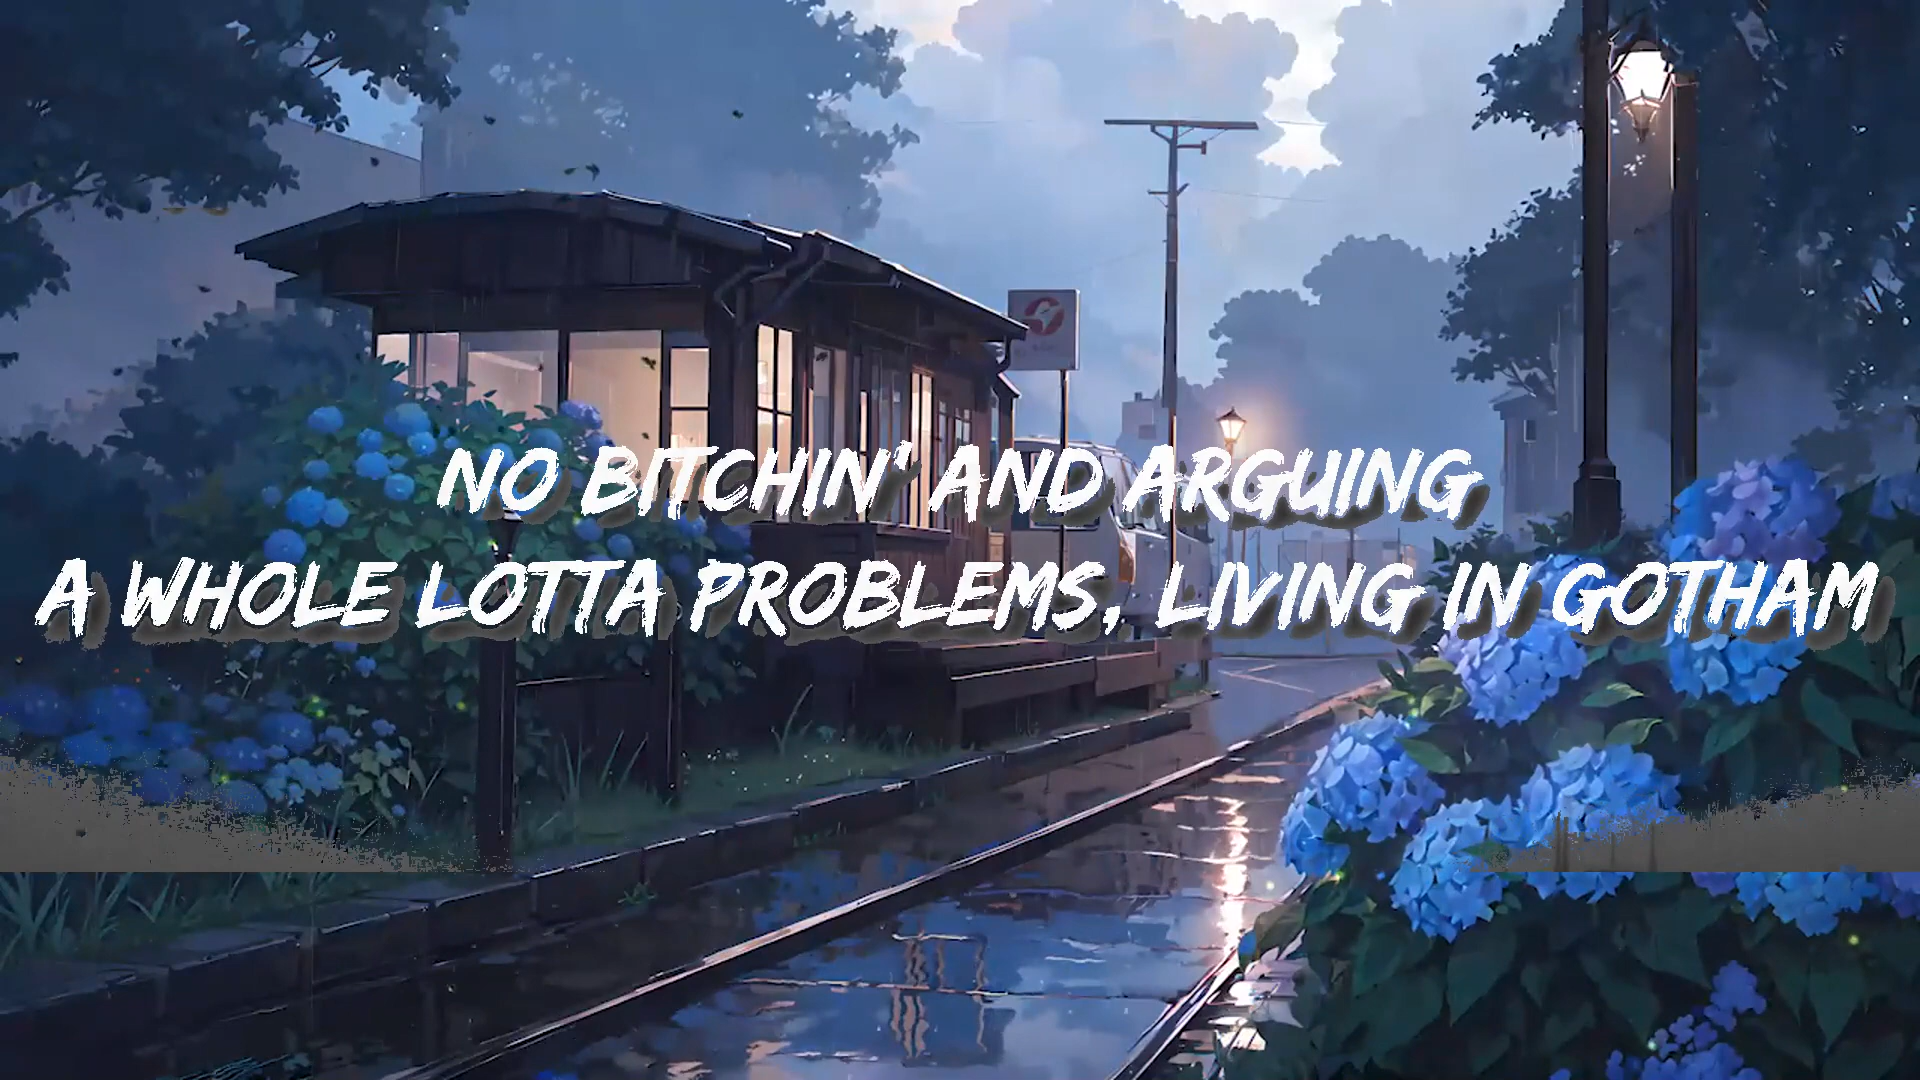 NO BITCHIN' AND ARGUING
A WHOLE LOTTA PROBLEMS, LIVING IN GOTHAM